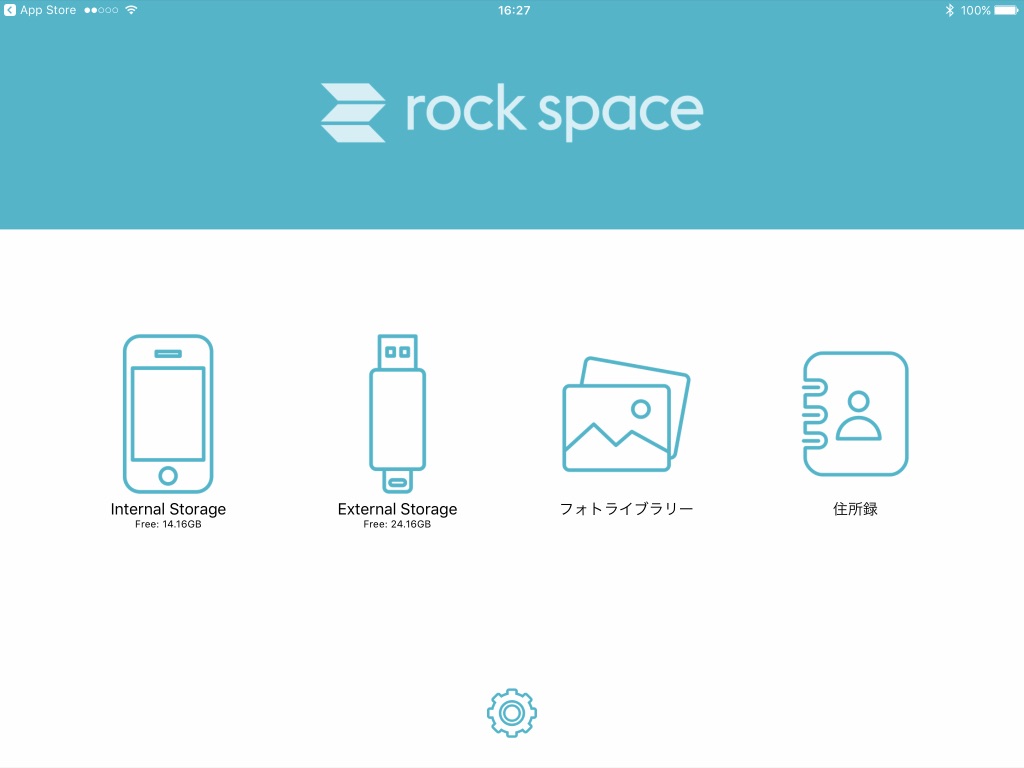 App Store
16:27
100%
rock space
Internal Storage
Free: 14.16GB
External Storage
Free: 24.16GB
フォトライブラリー
住所録